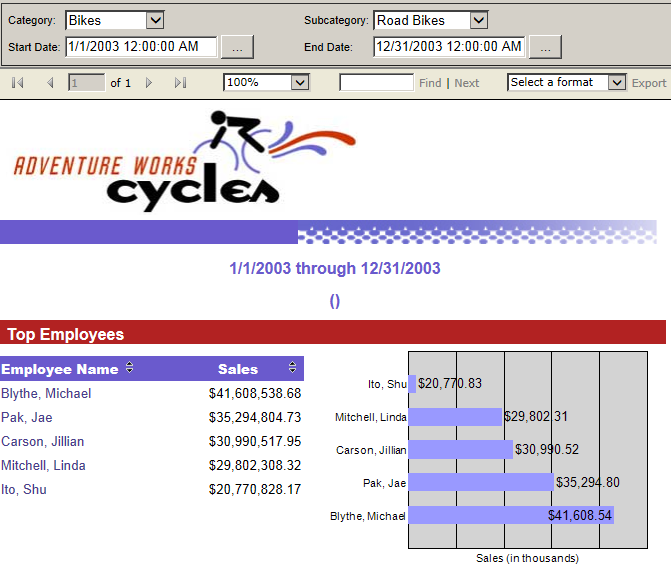 Category: Bikes Subcategory: Road Bikes
Start Date: 1/1/2003 12:00:00 AM ... End Date: 12/31/2003 12:00:00 AM ...
1 of 1 100% Find | Next Select a format Export
ADVENTURE WORKS
cycles
1/1/2003 through 12/31/2003
()
Top Employees
Employee Name Sales
Blythe, Michael $41,608,538.68
Pak, Jae $35,294,804.73
Carson, Jillian $30,990,517.95
Mitchell, Linda $29,802,308.32
Ito, Shu $20,770,828.17
Ito, Shu $20,770.83
Mitchell, Linda $29,802.31
Carson, Jillian $30,990.52
Pak, Jae $35,294.80
Blythe, Michael $41,608.54
Sales (in thousands)